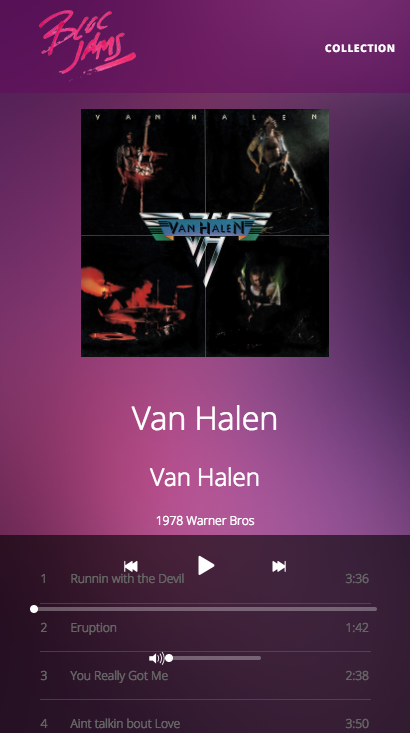 BLOC
JAMS
COLLECTION
VAN HALEN
VAN HALEN
Van Halen
Van Halen
1978 Warner Bros
1 Runnin with the Devil 3:36
2 Eruption 1:42
3 You Really Got Me 2:38
4 Aint talkin bout Love 3:50